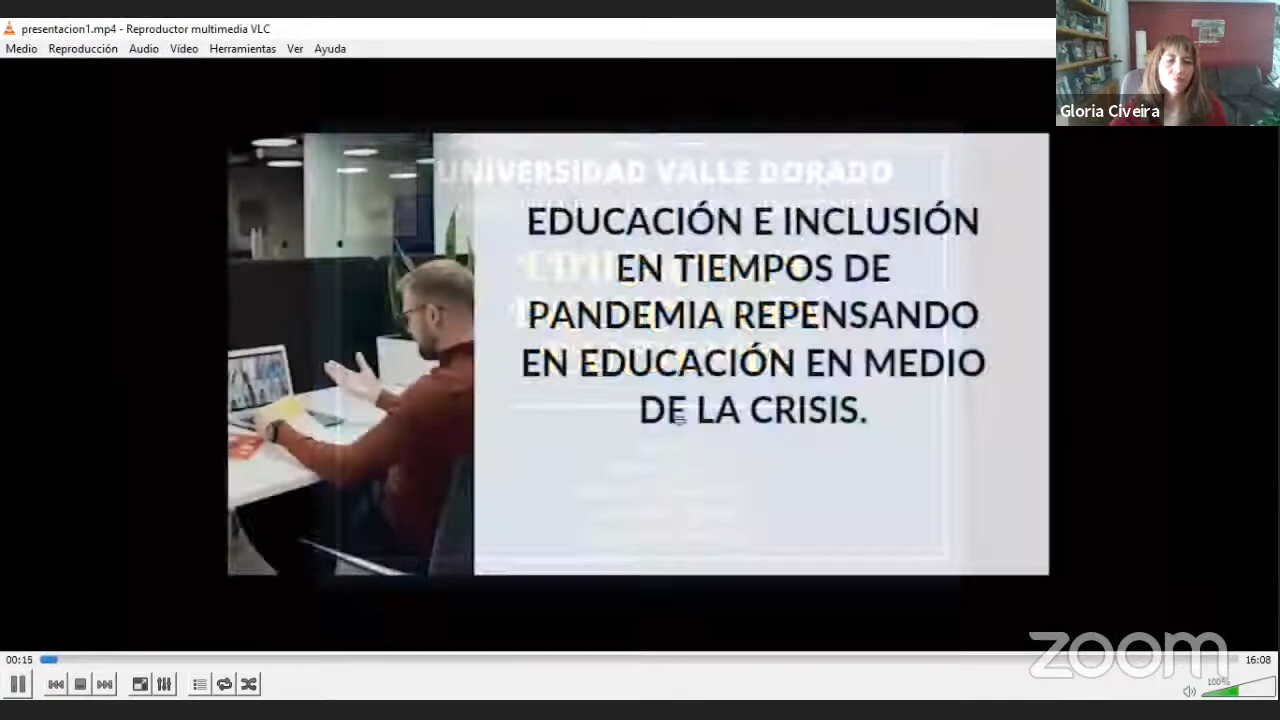 presentacion1.mp4 - Reproductor multimedia VLC
Medio Reproducción Audio Vídeo Herramientas Ver Ayuda
Gloria Civeira
UNIVERSIDAD VALLE DORADO
EDUCACIÓN E INCLUSIÓN
EN TIEMPOS DE
PANDEMIA REPENSANDO
EN EDUCACIÓN EN MEDIO
DE LA CRISIS.
zoom
00:15
16:08
100%